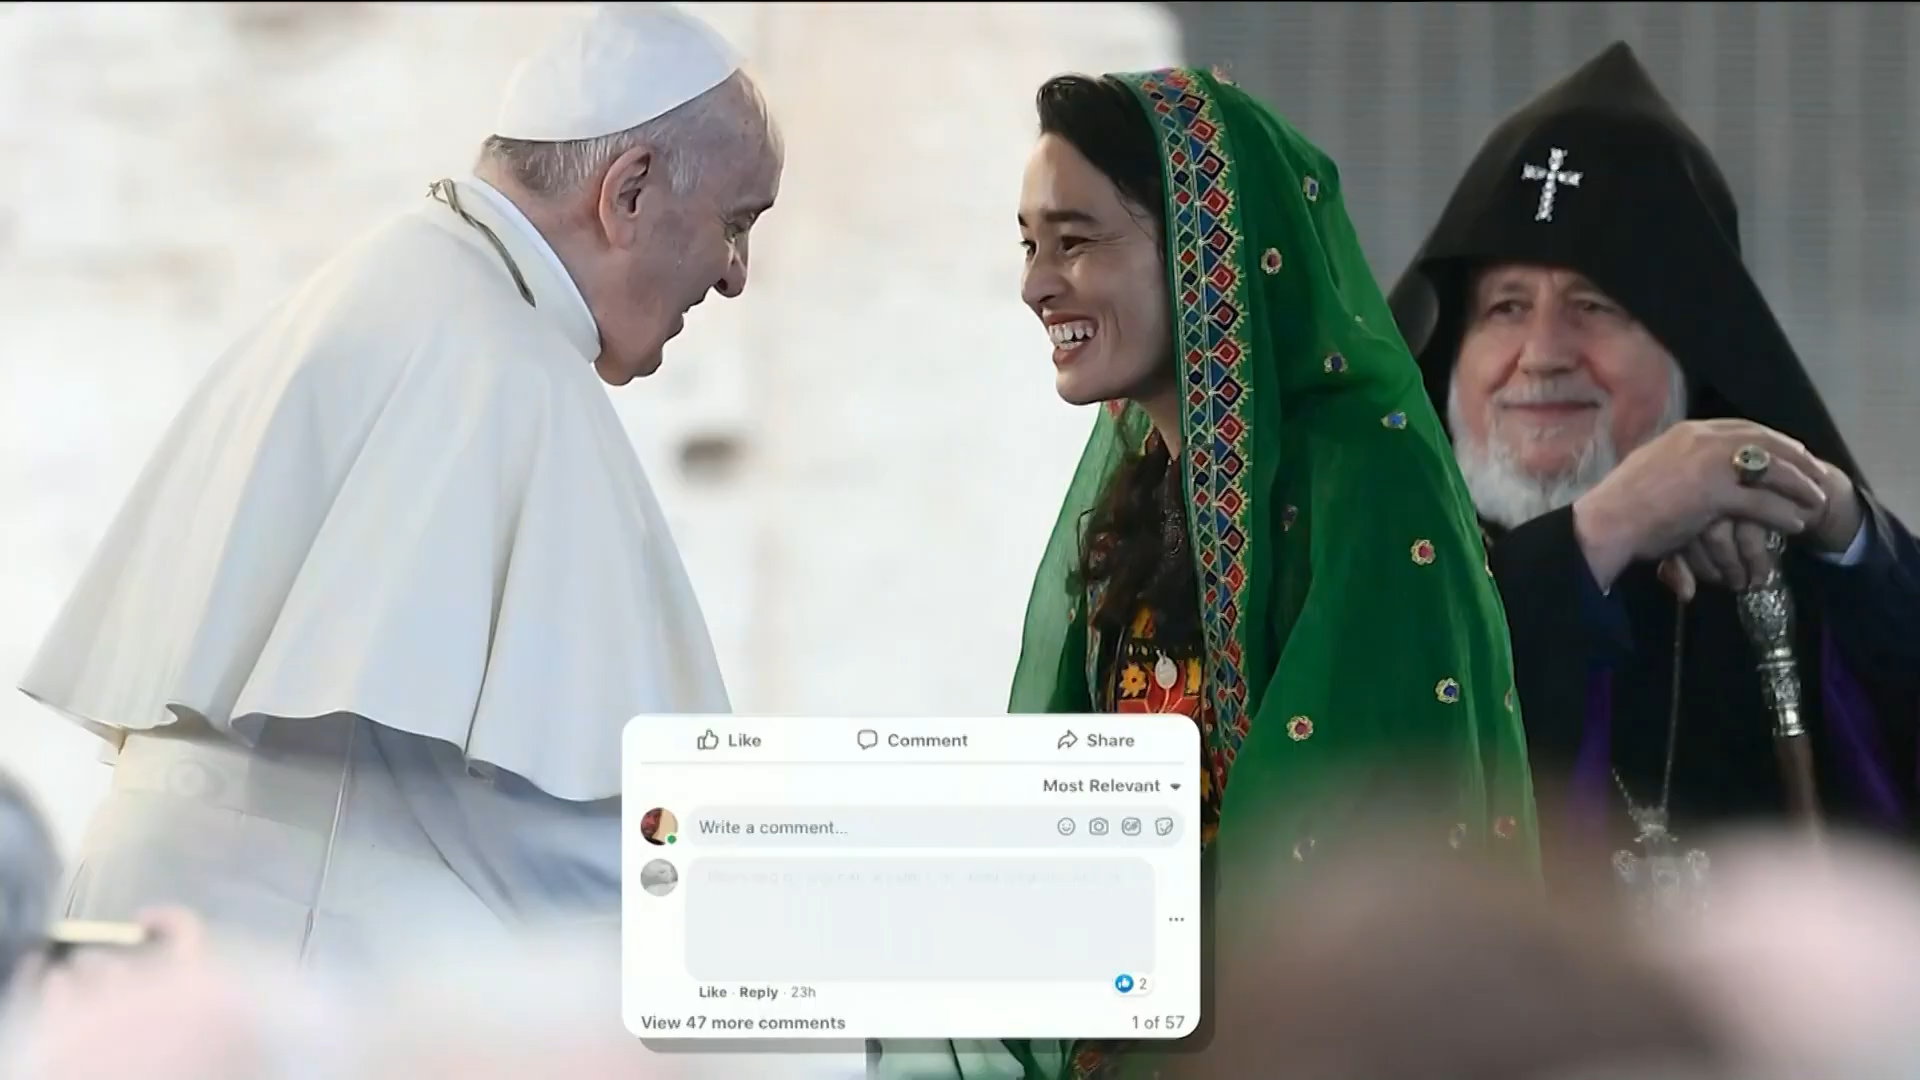 Like Comment Share
Most Relevant
Write a comment...
Like · Reply · 23h
2
View 47 more comments
1 of 57